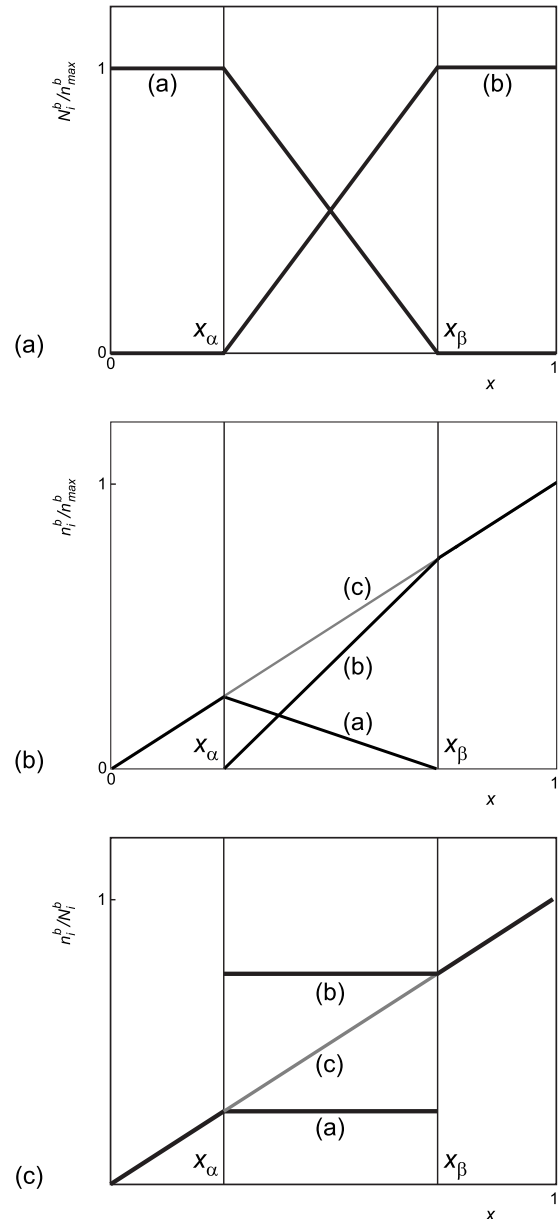 N_i^b/n_max^b
1
(a)
(b)
x_α
x_β
(a)
0
0
1
x
n_i^b/n_max^b
1
(c)
(b)
(a)
x_α
x_β
(b)
0
0
1
x
n_i^b/N_i^b
1
(b)
(c)
(a)
x_α
x_β
(c)
1
x